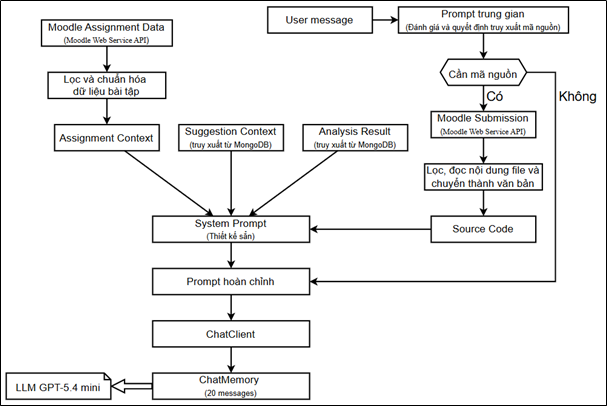 Moodle Assignment Data
(Moodle Web Service API)
Lọc và chuẩn hóa
dữ liệu bài tập
Assignment Context
Suggestion Context
(truy xuất từ MongoDB)
Analysis Result
(truy xuất từ MongoDB)
User message
Prompt trung gian
(Đánh giá và quyết định truy xuất mã nguồn)
Cần mã nguồn
Có
Không
Moodle Submission
(Moodle Web Service API)
Lọc, đọc nội dung file và
chuyển thành văn bản
Source Code
System Prompt
(Thiết kế sẵn)
Prompt hoàn chỉnh
ChatClient
ChatMemory
(20 messages)
LLM GPT-5.4 mini